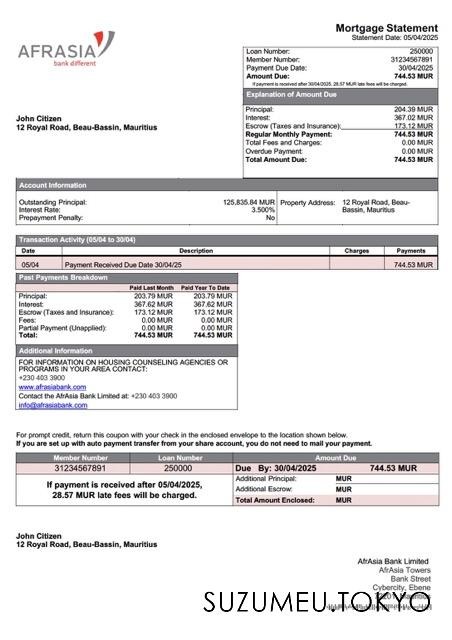 AFRASIA
bank different
Mortgage Statement
Statement Date: 05/04/2025
Loan Number: 250000
Member Number: 31234567891
Payment Due Date: 30/04/2025
Amount Due: 744.53 MUR
If payment is received after 30/04/2025, 28.57 MUR late fees will be charged.
John Citizen
12 Royal Road, Beau-Bassin, Mauritius
Explanation of Amount Due
Principal: 204.39 MUR
Interest: 367.02 MUR
Escrow (Taxes and Insurance): 173.12 MUR
Regular Monthly Payment: 744.53 MUR
Total Fees and Charges: 0.00 MUR
Overdue Payment: 0.00 MUR
Total Amount Due: 744.53 MUR
Account Information
Outstanding Principal: 125,835.84 MUR
Interest Rate: 3.500%
Prepayment Penalty: No
Property Address: 12 Royal Road, Beau-
Bassin, Mauritius
Transaction Activity (05/04 to 30/04)
Date Description Charges Payments
05/04 Payment Received Due Date 30/04/25 744.53 MUR
Past Payments Breakdown
Paid Last Month Paid Year To Date
Principal: 203.79 MUR 203.79 MUR
Interest: 367.62 MUR 367.62 MUR
Escrow (Taxes and Insurance): 173.12 MUR 173.12 MUR
Fees: 0.00 MUR 0.00 MUR
Partial Payment (Unapplied): 0.00 MUR 0.00 MUR
Total: 744.53 MUR 744.53 MUR
Additional Information
FOR INFORMATION ON HOUSING COUNSELING AGENCIES OR
PROGRAMS IN YOUR AREA CONTACT:
+230 403 3900
www.afrasiabank.com
Contact the AfrAsia Bank Limited at: +230 403 3900
info@afrasiabank.com
For prompt credit, return this coupon with your check in the enclosed envelope to the location shown below.
If you are set up with auto payment transfer from your share account, you do not need to mail your payment.
Member Number Loan Number Amount Due
31234567891 250000 Due By: 30/04/2025 744.53 MUR
If payment is received after 05/04/2025,
28.57 MUR late fees will be charged.
Additional Principal: MUR
Additional Escrow: MUR
Total Amount Enclosed: MUR
John Citizen
12 Royal Road, Beau-Bassin, Mauritius
AfrAsia Bank Limited
AfrAsia Towers
Bank Street
Cybercity, Ebene
SUZUMEU.TOKYO